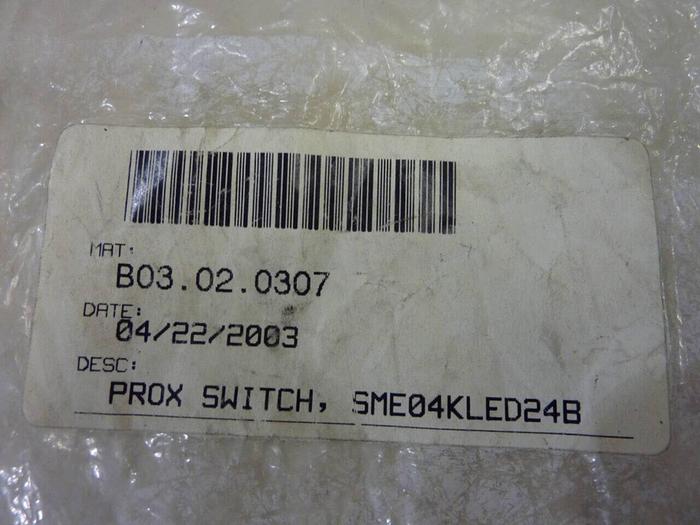 MAT:
B03.02.0307
DATE:
04/22/2003
DESC:
PROX SWITCH, SME04KLED24B